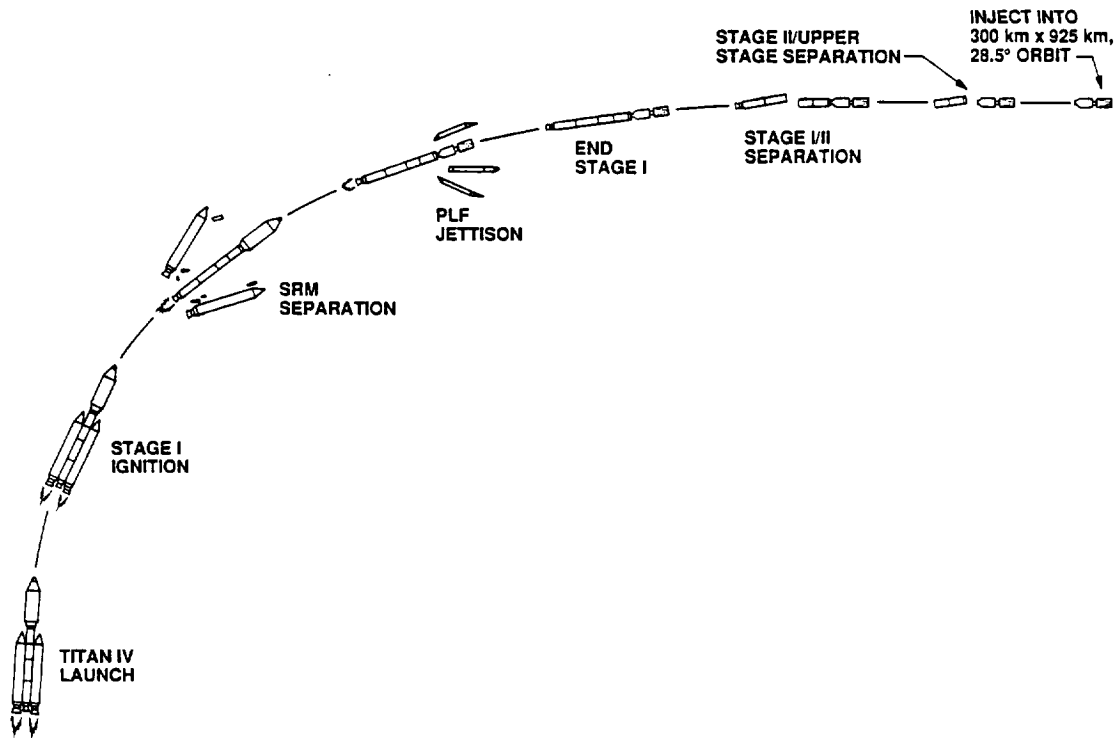 INJECT INTO
300 km x 925 km,
28.5° ORBIT
STAGE II/UPPER
STAGE SEPARATION
STAGE I/II
SEPARATION
END
STAGE I
PLF
JETTISON
SRM
SEPARATION
STAGE I
IGNITION
TITAN IV
LAUNCH